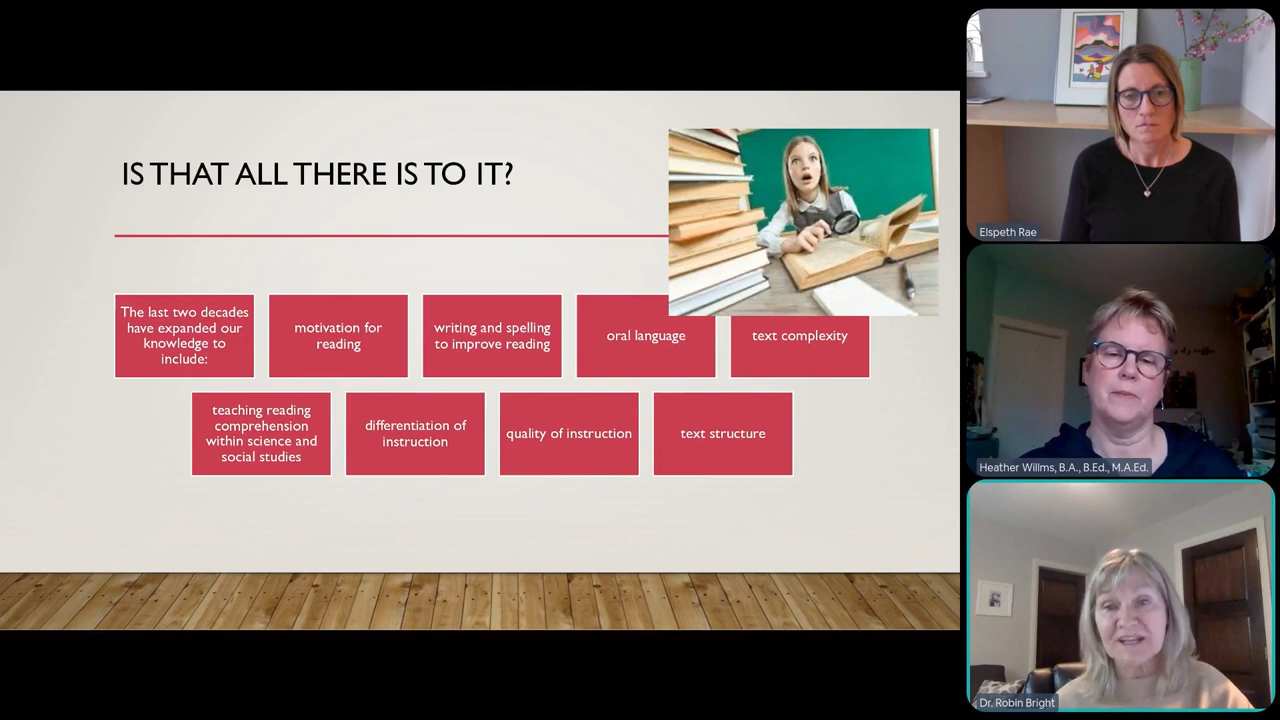 IS THAT ALL THERE IS TO IT?
The last two decades
have expanded our
knowledge to
include:
motivation for
reading
writing and spelling
to improve reading
oral language
text complexity
teaching reading
comprehension
within science and
social studies
differentiation of
instruction
quality of instruction
text structure
Elspeth Rae
Heather Willms, B.A., B.Ed., M.A.Ed.
Dr. Robin Bright